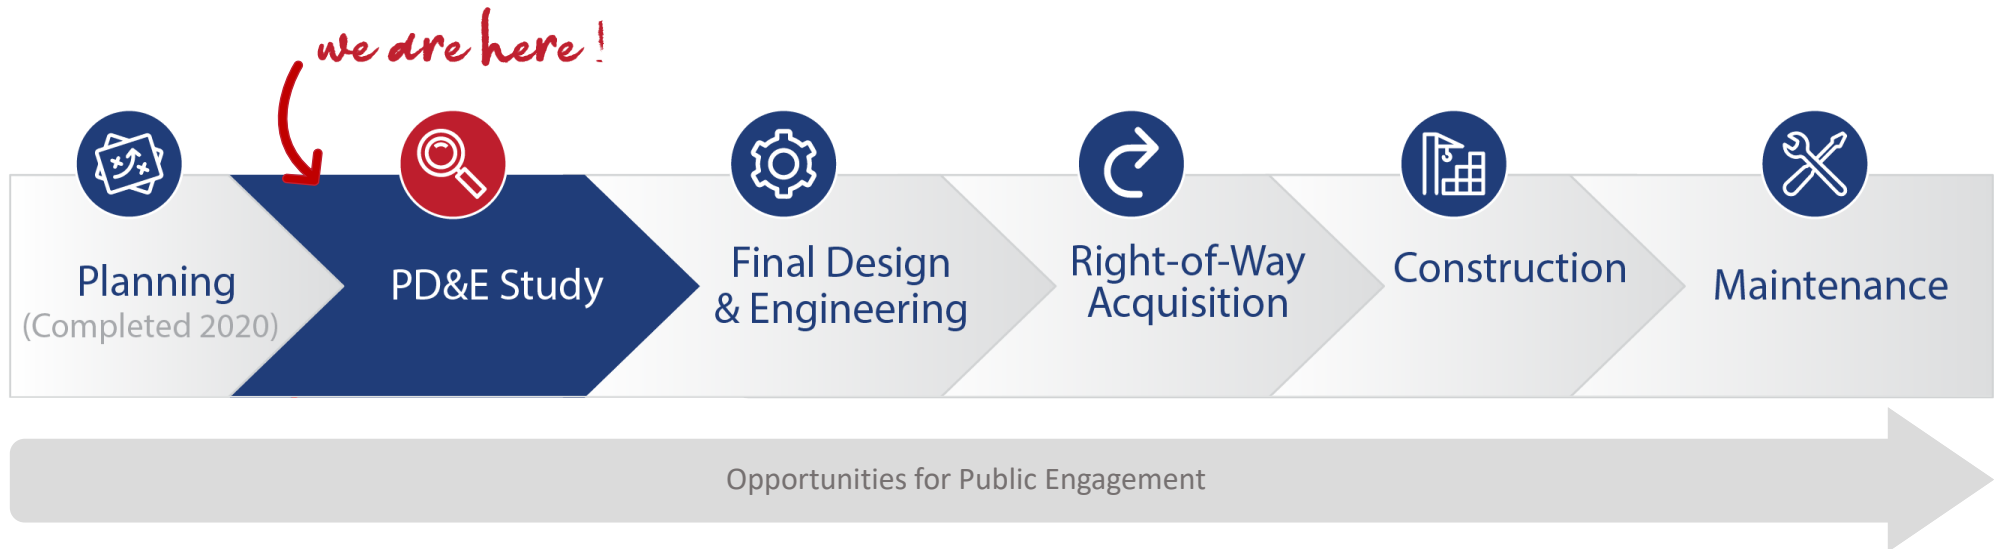 we are here!
Planning
(Completed 2020)
PD&E Study
Final Design
& Engineering
Right-of-Way
Acquisition
Construction
Maintenance
Opportunities for Public Engagement